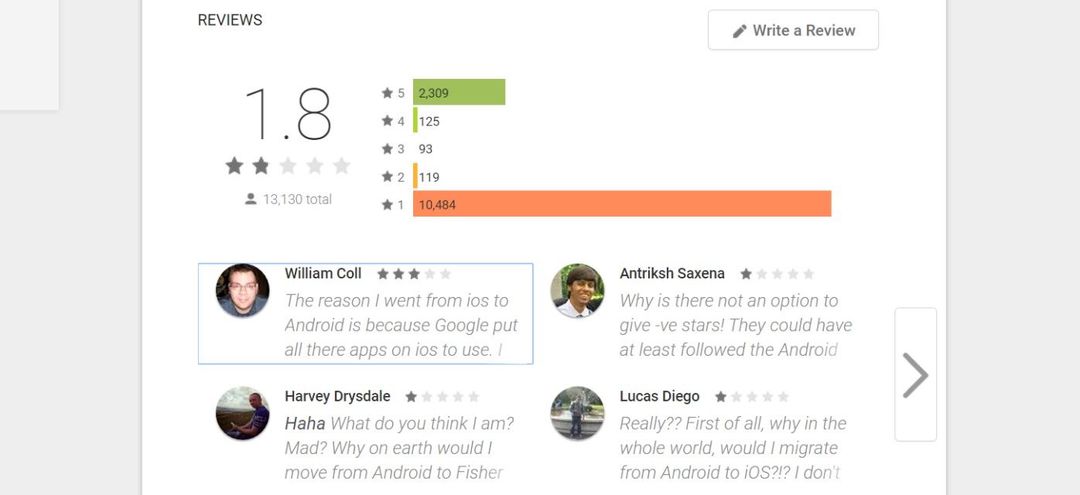 REVIEWS
Write a Review
1.8
13,130 total
5 2,309
4 125
3 93
2 119
1 10,484
William Coll
The reason I went from ios to
Android is because Google put
all there apps on ios to use. I
Antriksh Saxena
Why is there not an option to
give -ve stars! They could have
at least followed the Android
Harvey Drysdale
Haha What do you think I am?
Mad? Why on earth would I
move from Android to Fisher
Lucas Diego
Really?? First of all, why in the
whole world, would I migrate
from Android to iOS?!? I don't